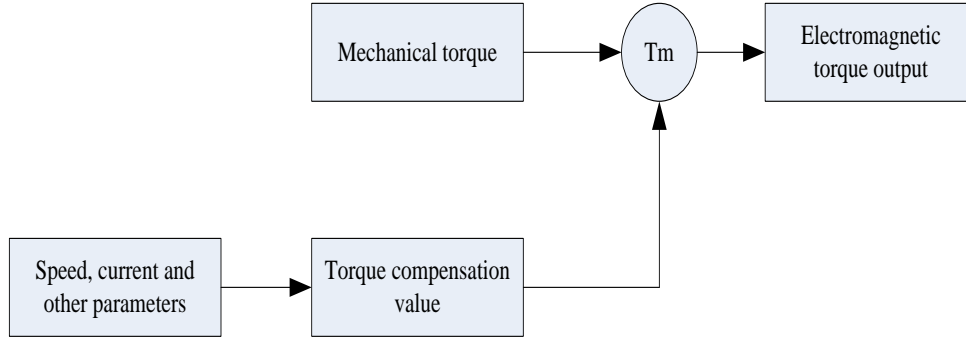 Mechanical torque
Tm
Electromagnetic
torque output
Speed, current and
other parameters
Torque compensation
value